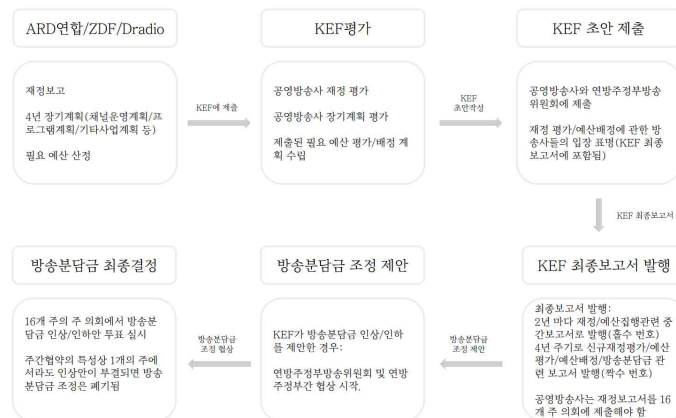 ARD연합/ZDF/Dradio
재정보고
4년 장기계획(채널운영계획/프
로그램계획/기타사업계획 등)
필요 예산 산정
KEF에 제출
KEF평가
공영방송사 재정 평가
공영방송사 장기계획 평가
제출된 필요 예산 평가/배정 계
획 수립
KEF
초안작성
KEF 초안 제출
공영방송사와 연방주정부방송
위원회에 제출
재정 평가/예산배정에 관한 방
송사들의 입장 표명(KEF 최종
보고서에 포함됨)
KEF 최종보고서
KEF 최종보고서 발행
최종보고서 발행:
2년 마다 재정/예산집행관련 중
간보고서로 발행(홀수 번호)
4년 주기로 신규재정평가/예산
평가/예산배정/방송분담금 관
련 보고서 발행(짝수 번호)
공영방송사는 재정보고서를 16
개 주 의회에 제출해야 함
방송분담금
조정 제안
방송분담금 조정 제안
KEF가 방송분담금 인상/인하
를 제안한 경우:
연방주정부방송위원회 및 연방
주정부간 협상 시작.
방송분담금
조정 협상
방송분담금 최종결정
16개 주의 주 의회에서 방송분
담금 인상/인하안 투표 실시
주간협약의 특성상 1개의 주에
서라도 인상안이 부결되면 방송
분담금 조정은 폐기됨